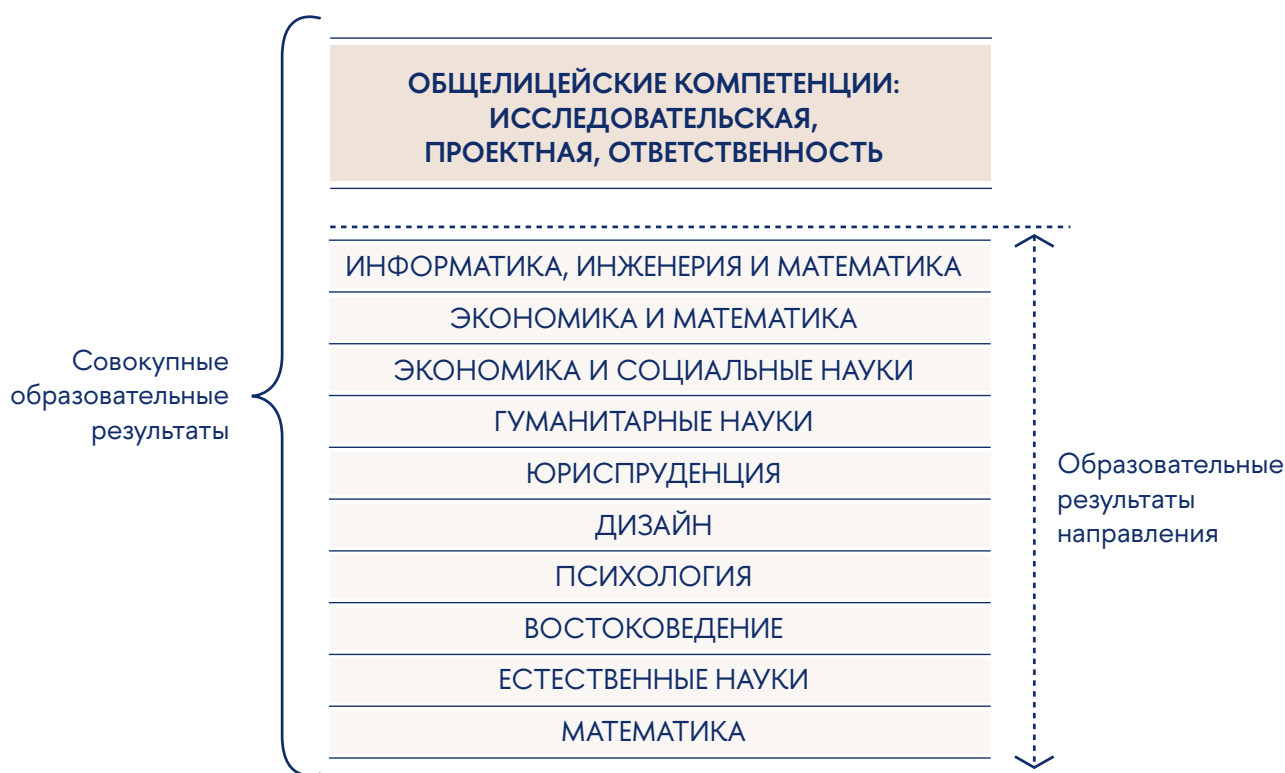 ОБЩЕЛИЦЕЙСКИЕ КОМПЕТЕНЦИИ:
ИССЛЕДОВАТЕЛЬСКАЯ,
ПРОЕКТНАЯ, ОТВЕТСТВЕННОСТЬ
ИНФОРМАТИКА, ИНЖЕНЕРИЯ И МАТЕМАТИКА
ЭКОНОМИКА И МАТЕМАТИКА
ЭКОНОМИКА И СОЦИАЛЬНЫЕ НАУКИ
ГУМАНИТАРНЫЕ НАУКИ
ЮРИСПРУДЕНЦИЯ
ДИЗАЙН
ПСИХОЛОГИЯ
ВОСТОКОВЕДЕНИЕ
ЕСТЕСТВЕННЫЕ НАУКИ
МАТЕМАТИКА
Совокупные
образовательные
результаты
Образовательные
результаты
направления